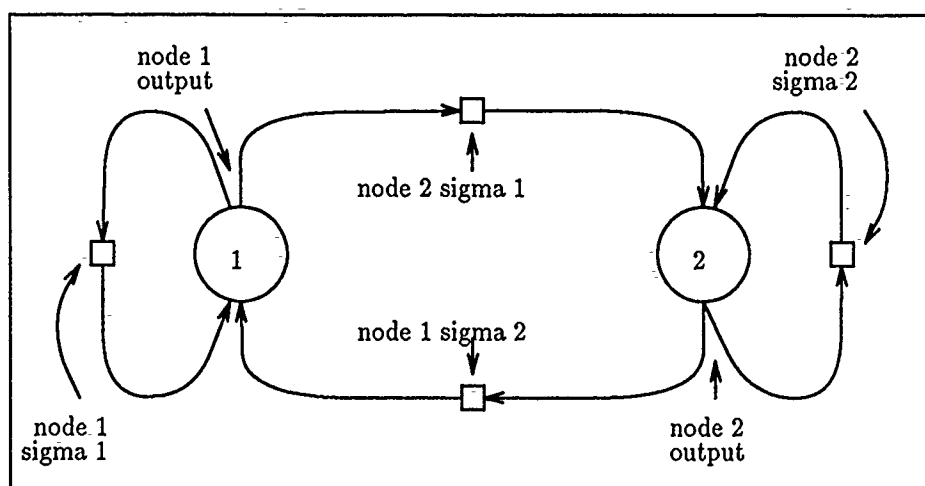 node 1
output
node 2
sigma 2
node 2 sigma 1
1
2
node 1 sigma 2
node 1
sigma 1
node 2
output